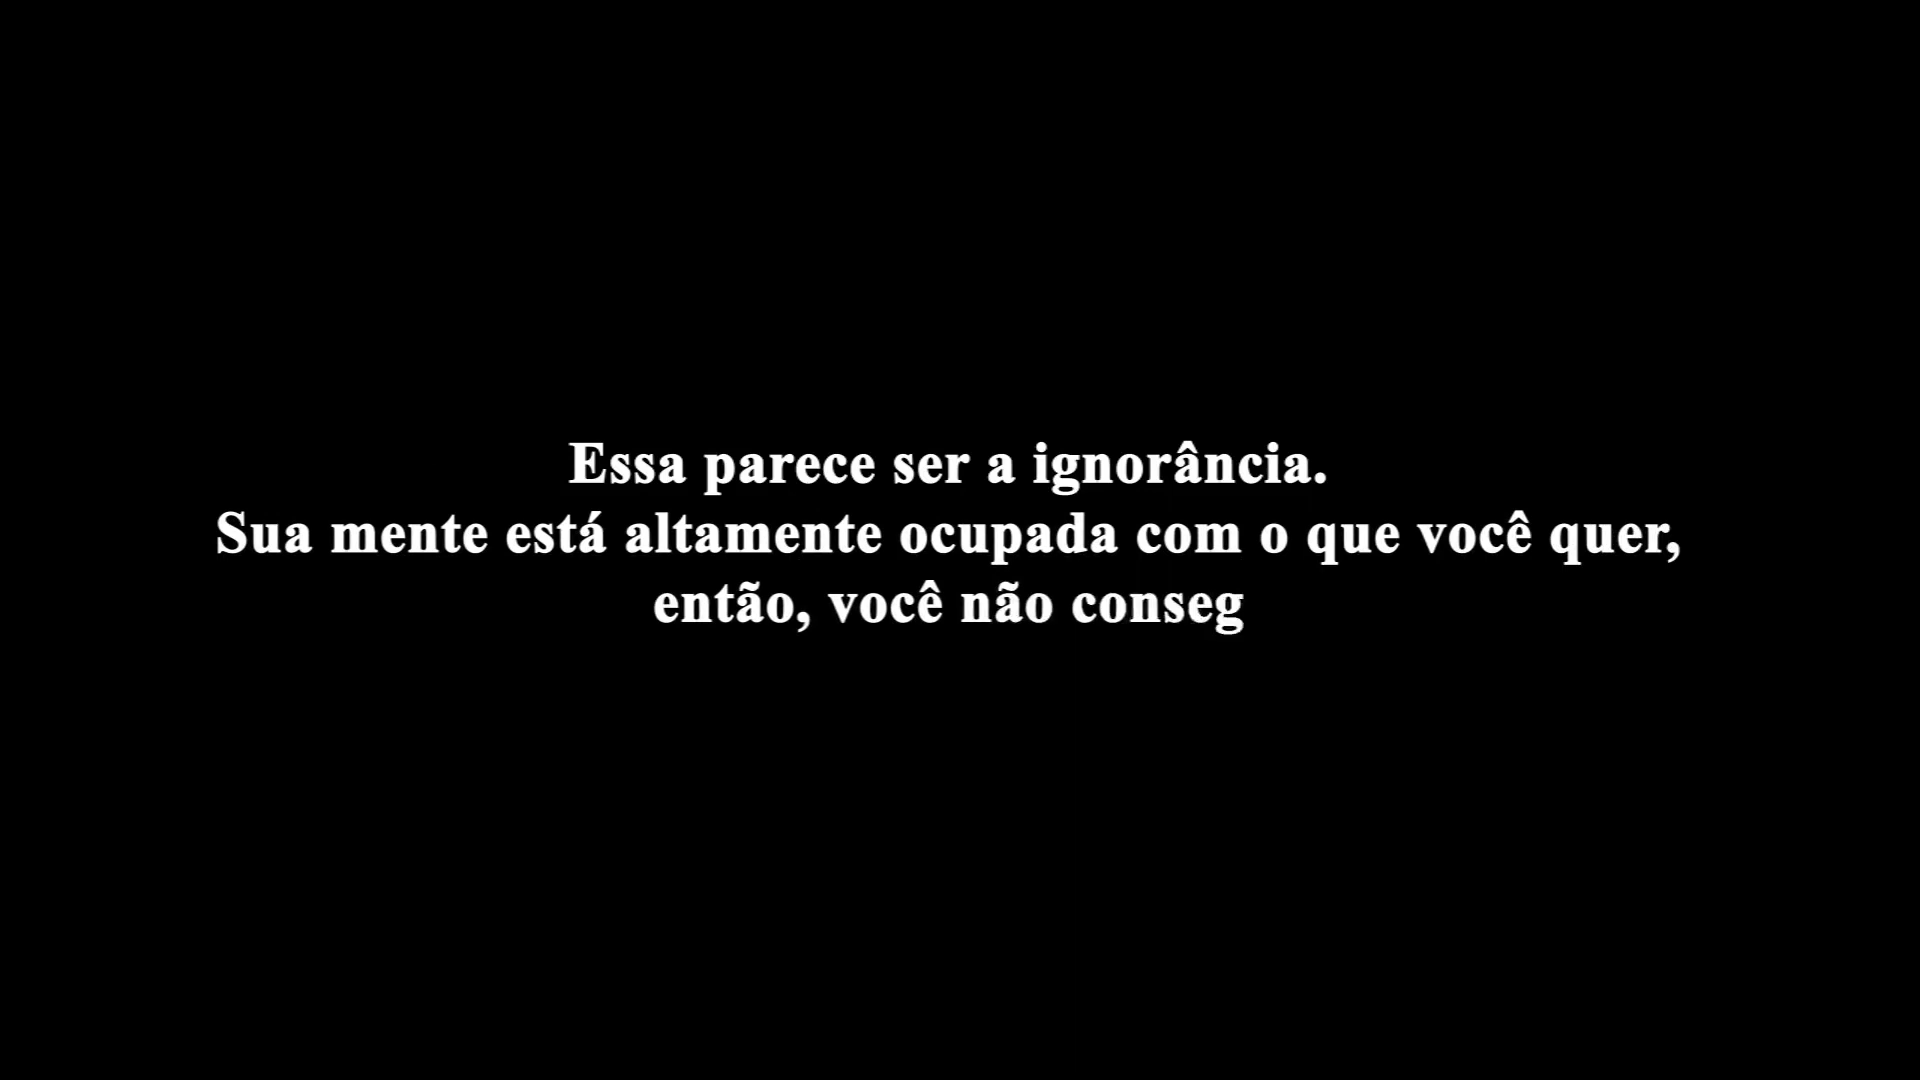 Essa parece ser a ignorância.
Sua mente está altamente ocupada com o que você quer,
então, você não conseg